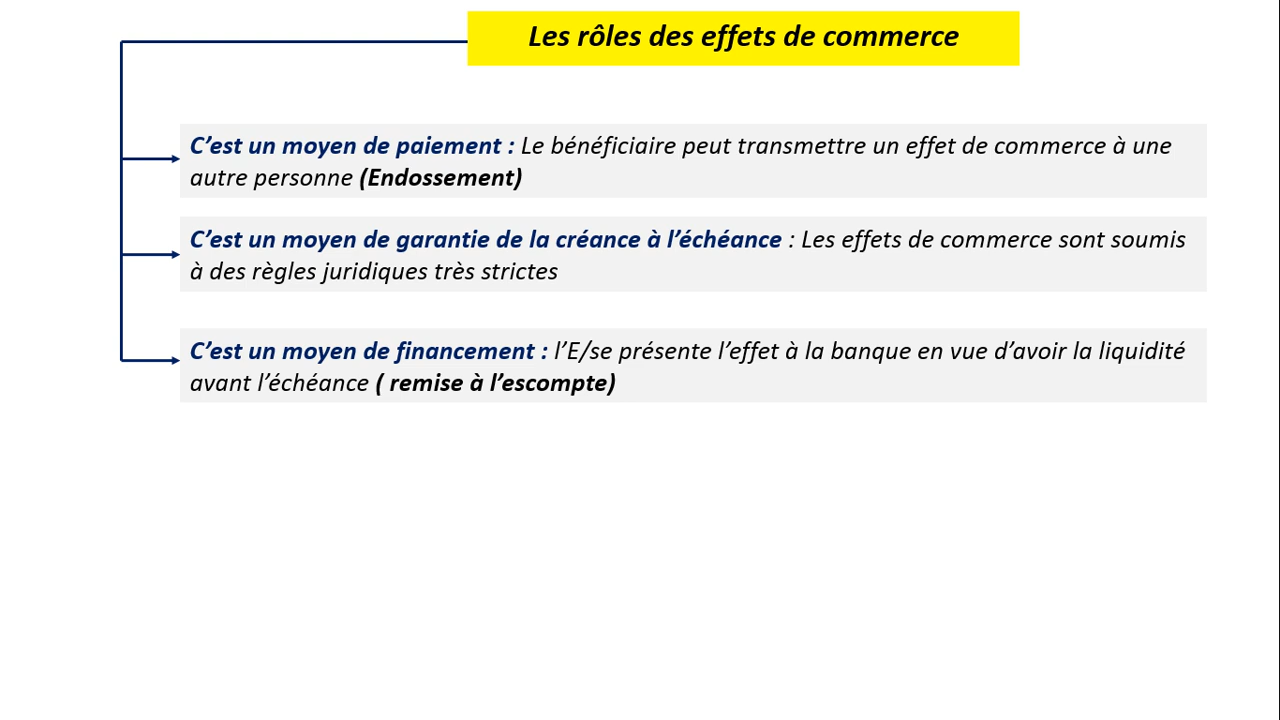 Les rôles des effets de commerce
C’est un moyen de paiement : Le bénéficiaire peut transmettre un effet de commerce à une
autre personne (Endossement)
C’est un moyen de garantie de la créance à l’échéance : Les effets de commerce sont soumis
à des règles juridiques très strictes
C’est un moyen de financement : l’E/se présente l’effet à la banque en vue d’avoir la liquidité
avant l’échéance ( remise à l’escompte)